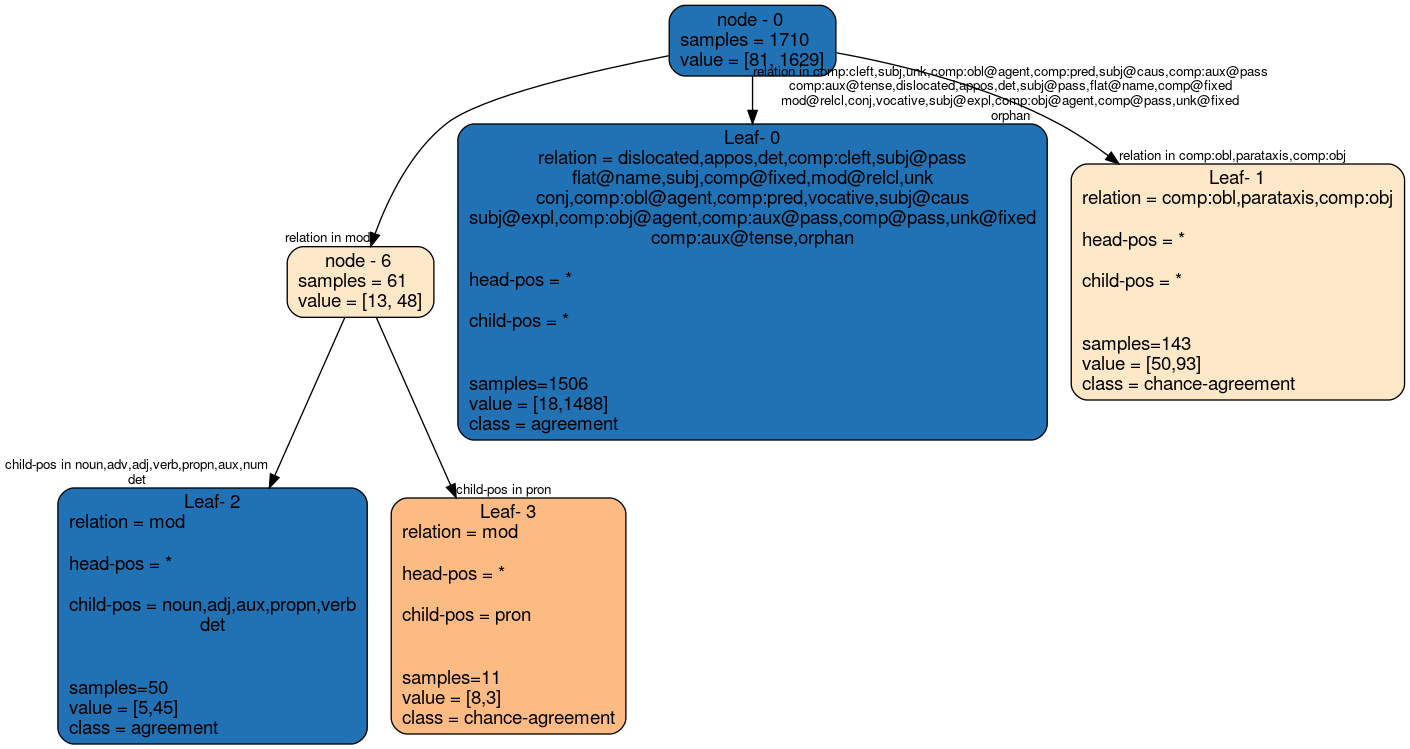 node - 0
samples = 1710
value = [81, 1629]
relation in comp:cleft,subj,unk,comp:obl@agent,comp:pred,subj@caus,comp:aux@pass
comp:aux@tense,dislocated,appos,det,subj@pass,flat@name,comp@fixed
mod@relcl,conj,vocative,subj@expl,comp:obj@agent,comp@pass,unk@fixed
orphan
Leaf- 0
relation = dislocated,appos,det,comp:cleft,subj@pass
flat@name,subj,comp@fixed,mod@relcl,unk
conj,comp:obl@agent,comp:pred,vocative,subj@caus
subj@expl,comp:obj@agent,comp:aux@pass,comp@pass,unk@fixed
comp:aux@tense,orphan
head-pos = *
child-pos = *
samples=1506
value = [18,1488]
class = agreement
relation in comp:obl,parataxis,comp:obj
Leaf- 1
relation = comp:obl,parataxis,comp:obj
head-pos = *
child-pos = *
samples=143
value = [50,93]
class = chance-agreement
relation in mod
node - 6
samples = 61
value = [13, 48]
child-pos in noun,adv,adj,verb,propn,aux,num
det
Leaf- 2
relation = mod
head-pos = *
child-pos = noun,adj,aux,propn,verb
det
samples=50
value = [5,45]
class = agreement
child-pos in pron
Leaf- 3
relation = mod
head-pos = *
child-pos = pron
samples=11
value = [8,3]
class = chance-agreement